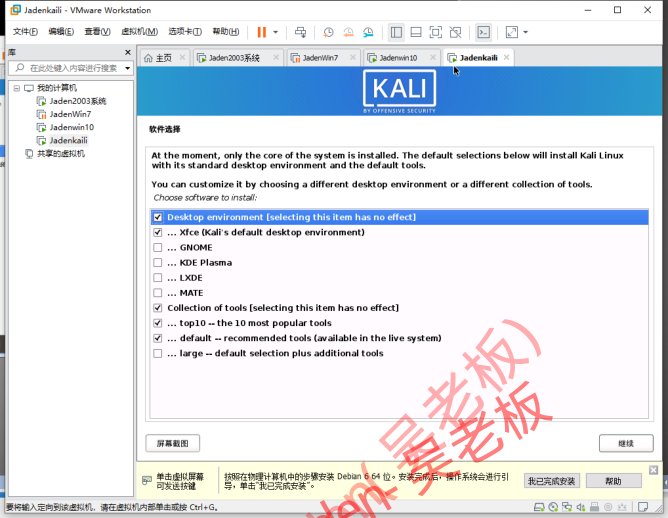 Jadenkaili - VMware Workstation
文件(F) 编辑(E) 查看(V) 虚拟机(M) 选项卡(T) 帮助(H)
库
在此处键入内容进行搜索
我的计算机
Jaden2003系统
JadenWin7
Jadenwin10
Jadenkaili
共享的虚拟机
主页
Jaden2003系统
JadenWin7
Jadenwin10
Jadenkaili
KALI
BY OFFENSIVE SECURITY
软件选择
At the moment, only the core of the system is installed. The default selections below will install Kali Linux
with its standard desktop environment and the default tools.
You can customize it by choosing a different desktop environment or a different collection of tools.
Choose software to install:
Desktop environment [selecting this item has no effect]
... Xfce (Kali's default desktop environment)
... GNOME
... KDE Plasma
... LXDE
... MATE
Collection of tools [selecting this item has no effect]
... top10 -- the 10 most popular tools
... default -- recommended tools (available in the live system)
... large -- default selection plus additional tools
屏幕截图
继续
单击虚拟屏幕
可发送按键
按照在物理计算机中的步骤安装 Debian 6 64 位。安装完成后，操作系统会进行引
导，单击“我已完成安装”。
我已完成安装
帮助
要将输入定向到该虚拟机，请在虚拟机内部单击或按 Ctrl+G。
吴老板)
吴老板